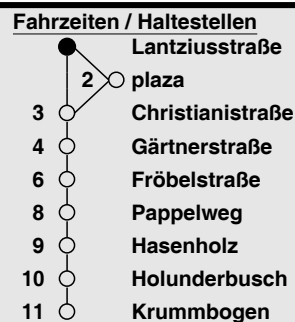 Fahrzeiten / Haltestellen
Lantziusstraße
2 plaza
3 Christianistraße
4 Gärtnerstraße
6 Fröbelstraße
8 Pappelweg
9 Hasenholz
10 Holunderbusch
11 Krummbogen